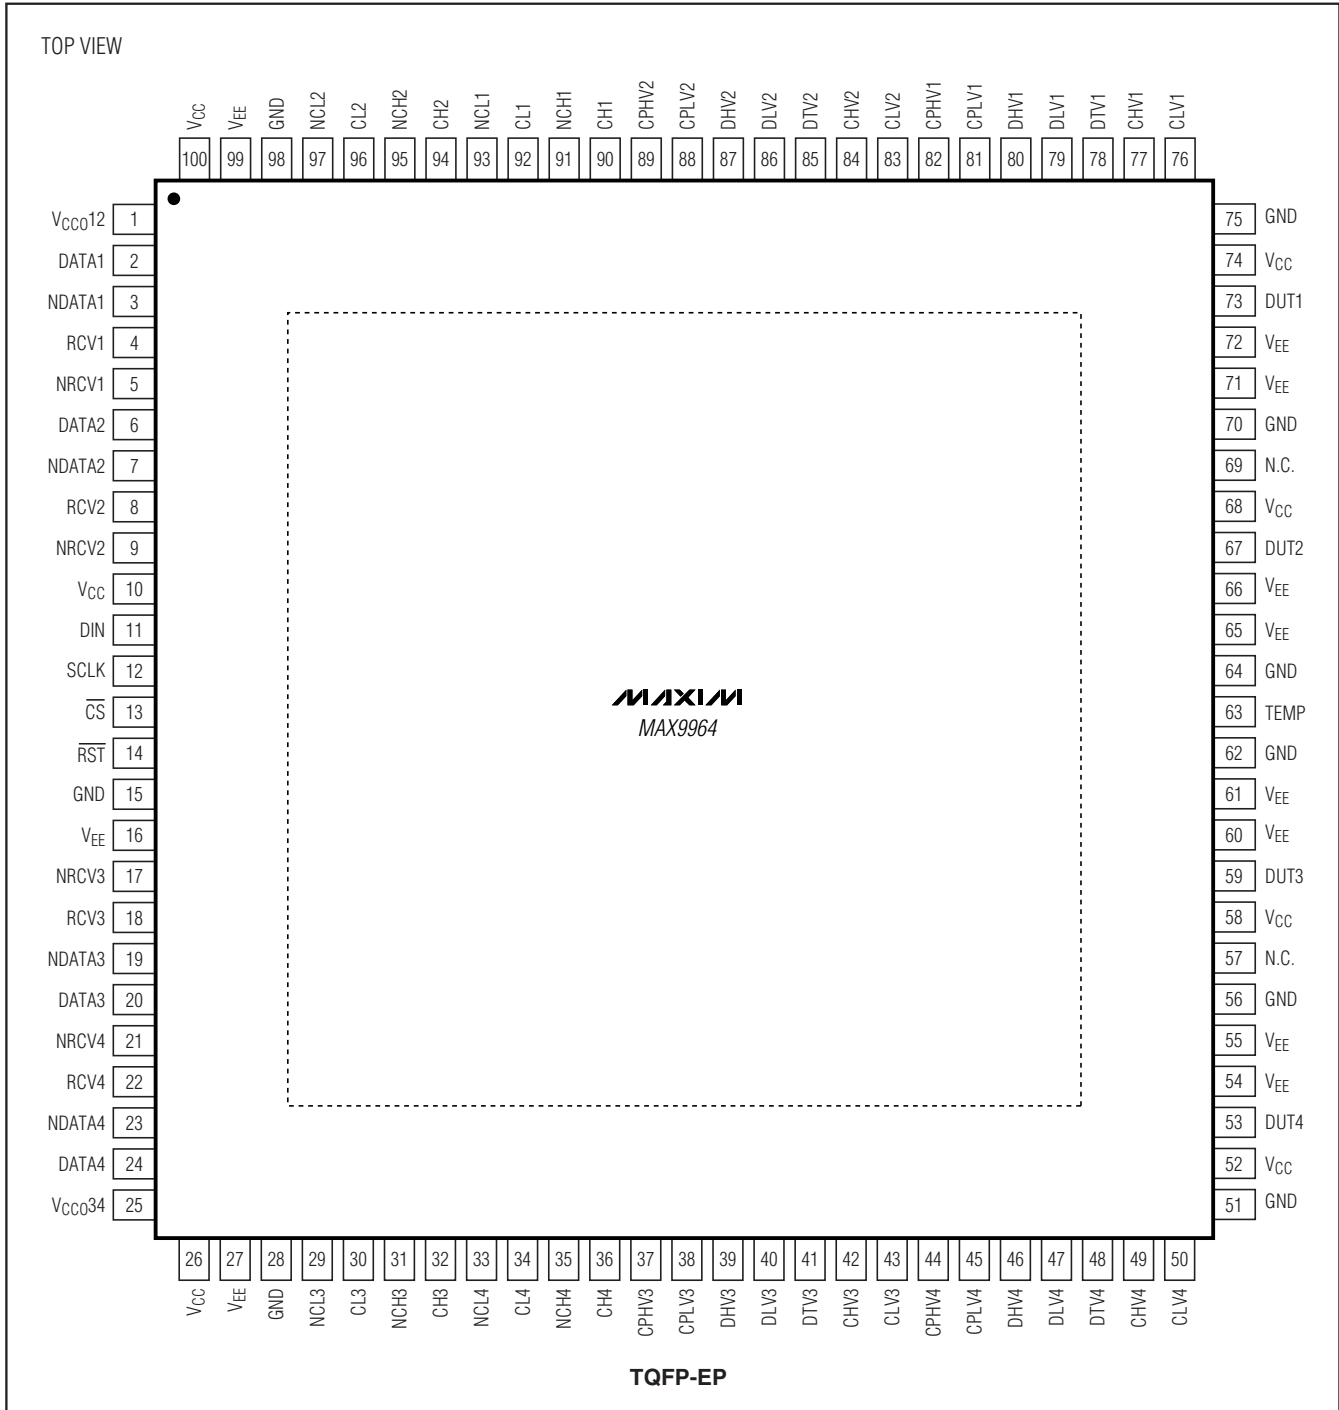 TOP VIEW
VCC
VEE
GND
NCL2
CL2
NCH2
CH2
NCL1
CL1
NCH1
CH1
CPHV2
CPLV2
DHV2
DLV2
DTV2
CHV2
CLV2
CPHV1
CPLV1
DHV1
DLV1
DTV1
CHV1
CLV1
100 99 98 97 96 95 94 93 92 91 90 89 88 87 86 85 84 83 82 81 80 79 78 77 76
VCCO12 1
DATA1 2
NDATA1 3
RCV1 4
NRCV1 5
DATA2 6
NDATA2 7
RCV2 8
NRCV2 9
VCC 10
DIN 11
SCLK 12
CS 13
RST 14
GND 15
VEE 16
NRCV3 17
RCV3 18
NDATA3 19
DATA3 20
NRCV4 21
RCV4 22
NDATA4 23
DATA4 24
VCCO34 25
MAXIM
MAX9964
75 GND
74 VCC
73 DUT1
72 VEE
71 VEE
70 GND
69 N.C.
68 VCC
67 DUT2
66 VEE
65 VEE
64 GND
63 TEMP
62 GND
61 VEE
60 VEE
59 DUT3
58 VCC
57 N.C.
56 GND
55 VEE
54 VEE
53 DUT4
52 VCC
51 GND
26 27 28 29 30 31 32 33 34 35 36 37 38 39 40 41 42 43 44 45 46 47 48 49 50
VCC
VEE
GND
NCL3
CL3
NCH3
CH3
NCL4
CL4
NCH4
CH4
CPHV3
CPLV3
DHV3
DLV3
DTV3
CHV3
CLV3
CPHV4
CPLV4
DHV4
DLV4
DTV4
CHV4
CLV4
TQFP-EP